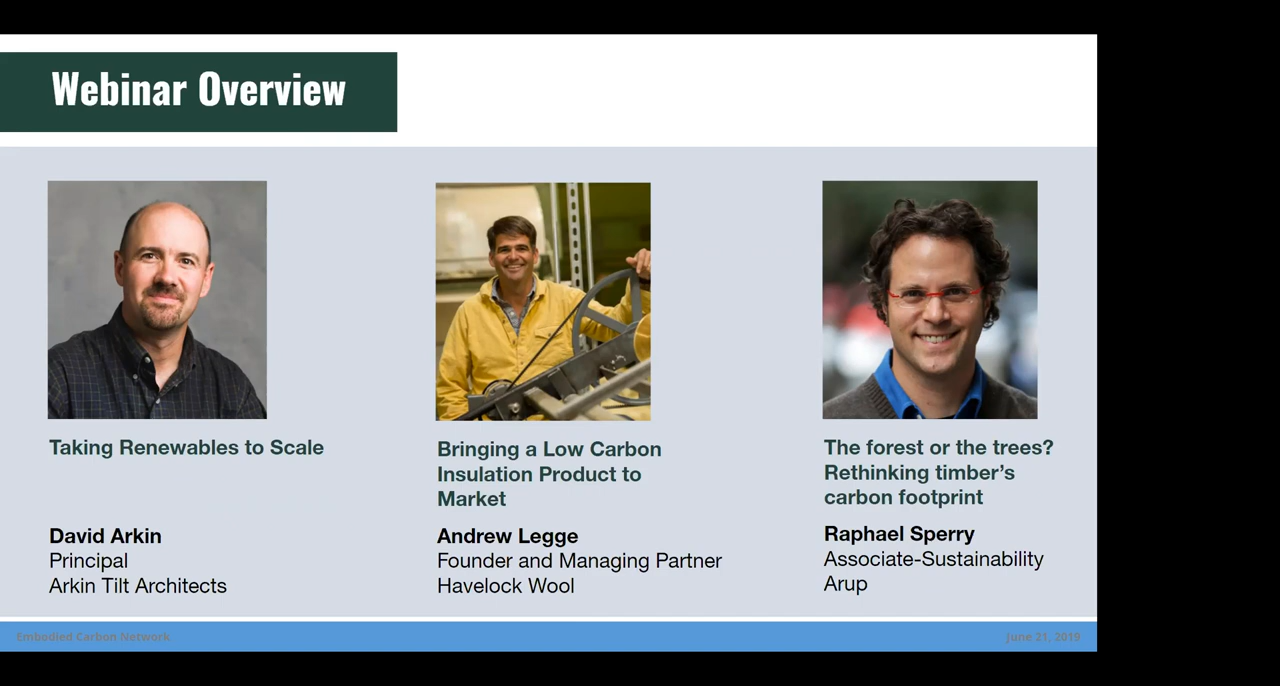 Webinar Overview
Taking Renewables to Scale
David Arkin
Principal
Arkin Tilt Architects
Bringing a Low Carbon
Insulation Product to
Market
Andrew Legge
Founder and Managing Partner
Havelock Wool
The forest or the trees?
Rethinking timber’s
carbon footprint
Raphael Sperry
Associate-Sustainability
Arup
Embodied Carbon Network
June 21, 2019